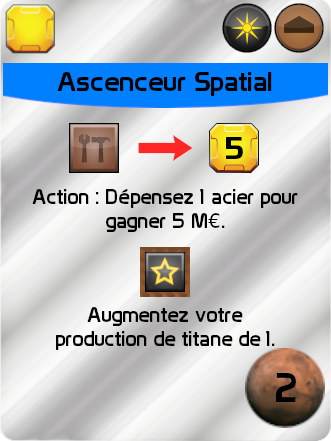 Ascenceur Spatial
5
Action : Dépensez 1 acier pour
gagner 5 M€.
Augmentez votre
production de titane de 1.
2